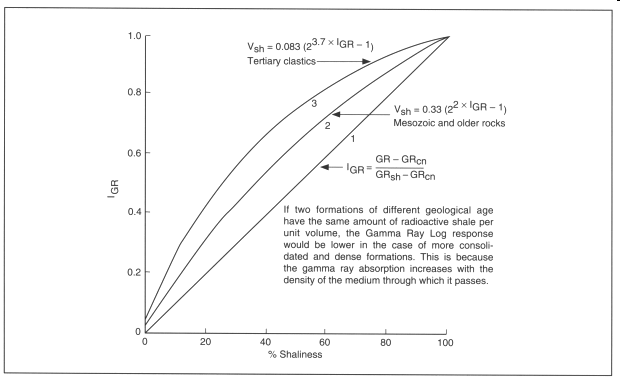 V_sh = 0.083 (2^3.7 × I_GR – 1)
Tertiary clastics
3
V_sh = 0.33 (2^2 × I_GR – 1)
Mesozoic and older rocks
2
1
I_GR = GR – GR_cn / GR_sh – GR_cn
If two formations of different geological age
have the same amount of radioactive shale per
unit volume, the Gamma Ray Log response
would be lower in the case of more consoli-
dated and dense formations. This is because
the gamma ray absorption increases with the
density of the medium through which it passes.
I_GR
1.0
0.8
0.6
0.4
0.2
0
0 20 40 60 80 100
% Shaliness